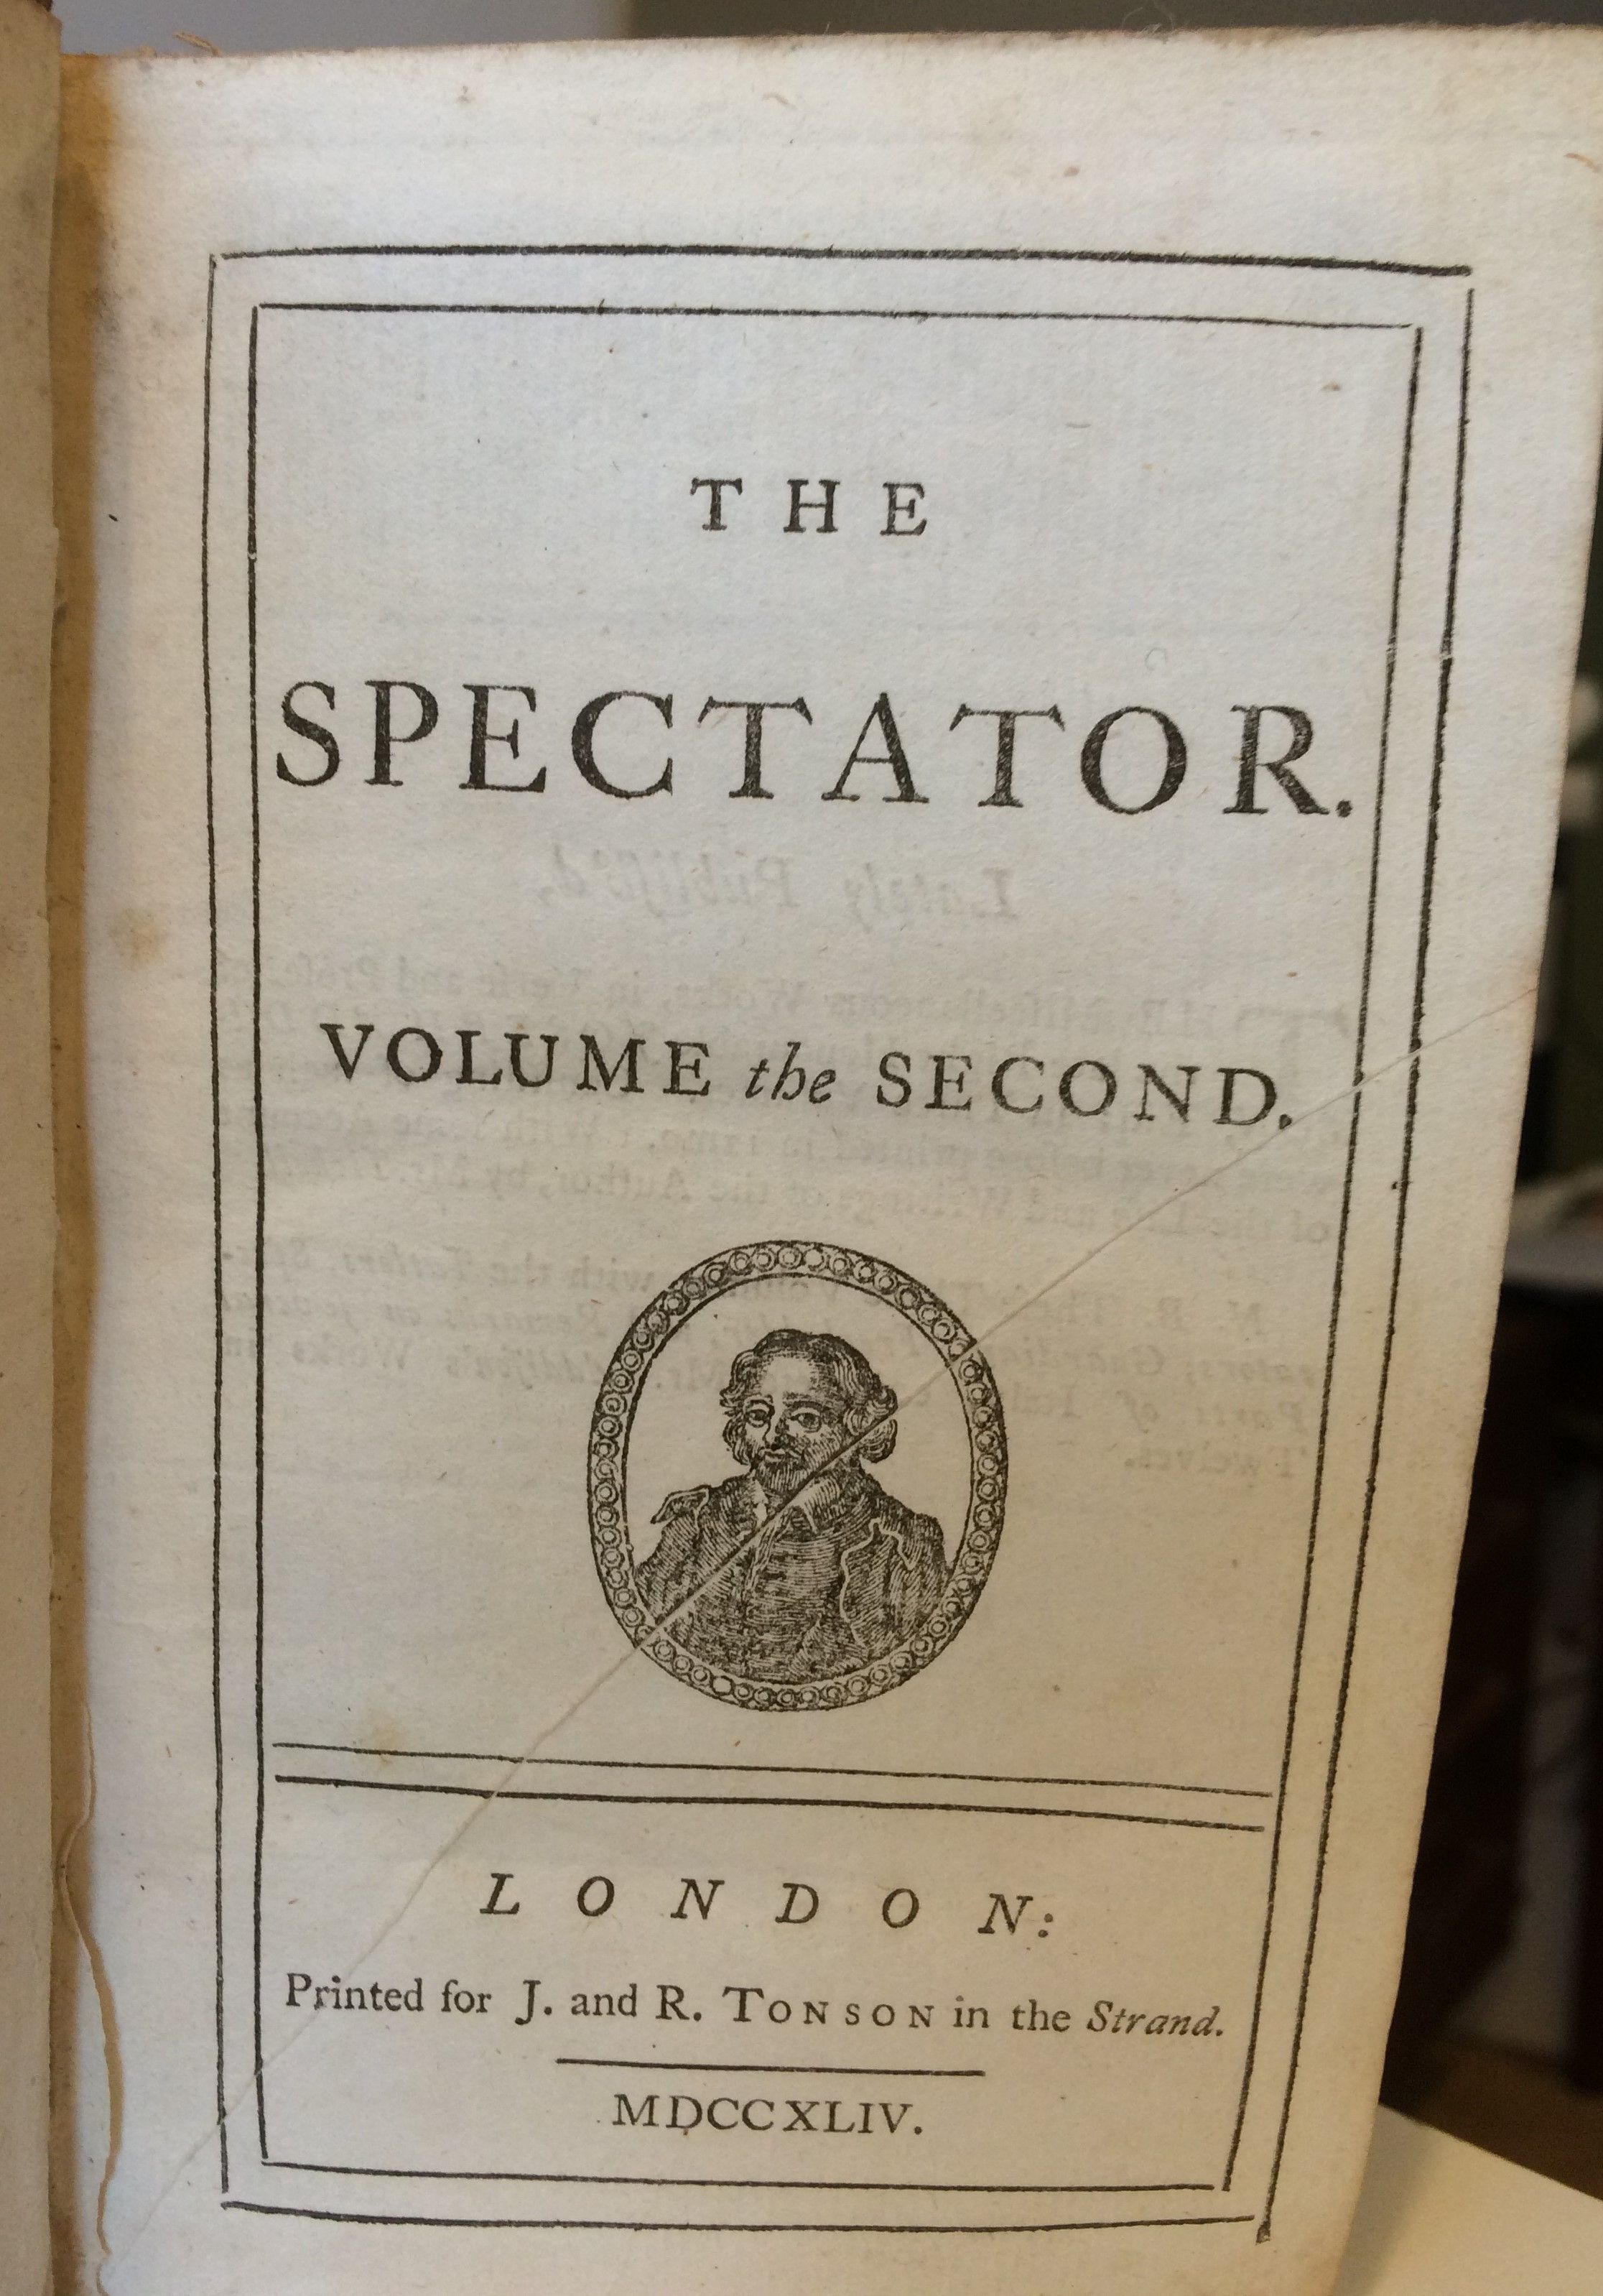 THE
SPECTATOR.
VOLUME the SECOND.
LONDON:
Printed for J. and R. TONSON in the Strand.
MDCCXLIV.